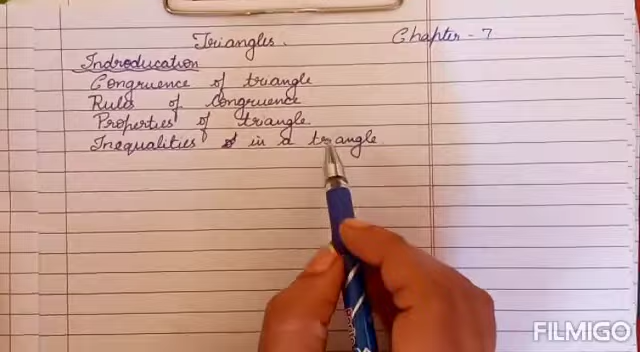 Triangles. Chapter - 7
Indroducation
Congruence of triangle
Rules of congruence
Properties of triangle.
Inequalities in a triangle.
FILMIGO